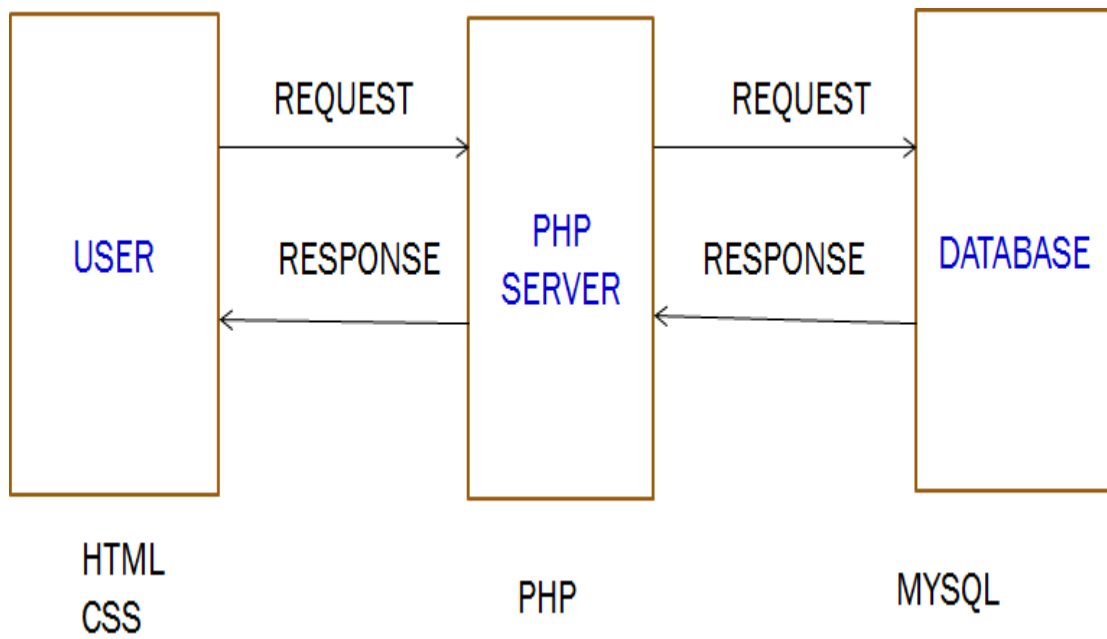 REQUEST
REQUEST
USER
RESPONSE
PHP
SERVER
RESPONSE
DATABASE
HTML
CSS
PHP
MYSQL